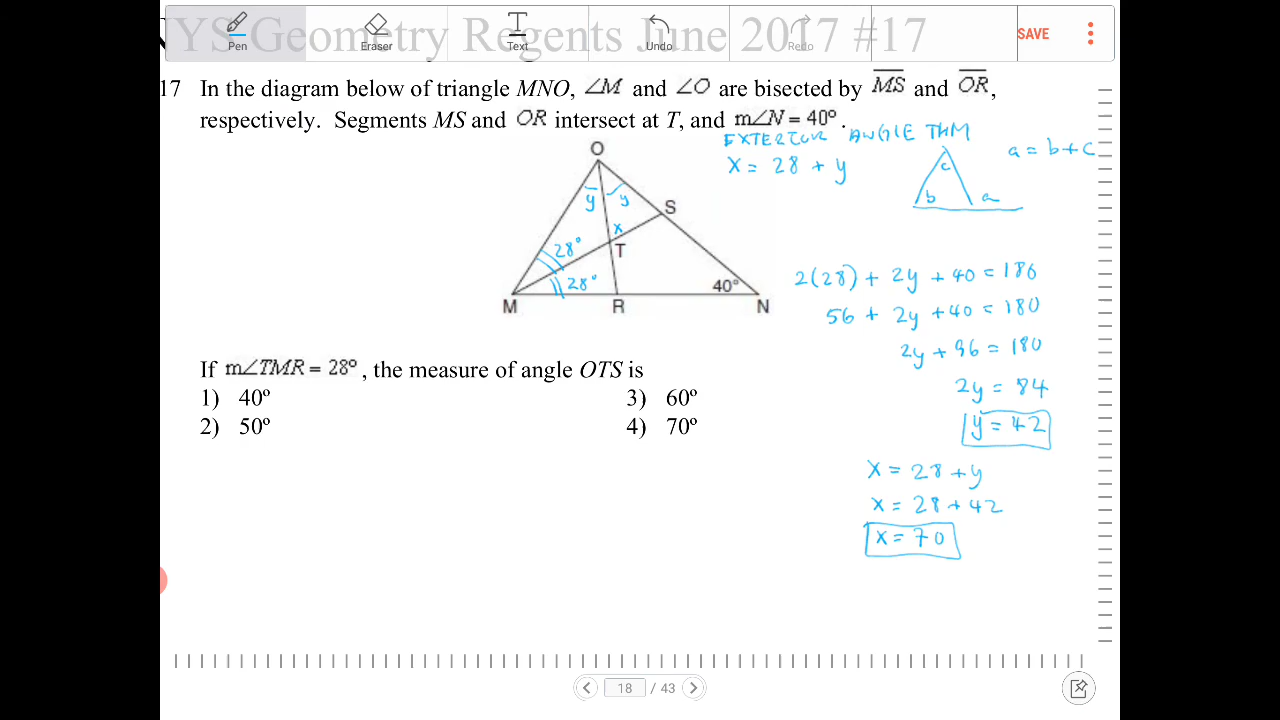 NYS Geometry Regents June 2017 #17
Pen
Eraser
Text
Undo
Redo
SAVE
17 In the diagram below of triangle MNO, ∠M and ∠O are bisected by MS and OR,
respectively. Segments MS and OR intersect at T, and m∠N = 40°.
EXTERIOR ANGLE THM
a = b + c
x = 28 + y
c
b
a
O
y
y
S
x
T
28°
28°
40°
M
R
N
2(28) + 2y + 40 = 180
56 + 2y + 40 = 180
2y + 96 = 180
2y = 84
y = 42
x = 28 + y
x = 28 + 42
x = 70
If m∠TMR = 28°, the measure of angle OTS is
1) 40º
3) 60º
2) 50º
4) 70º
18 / 43